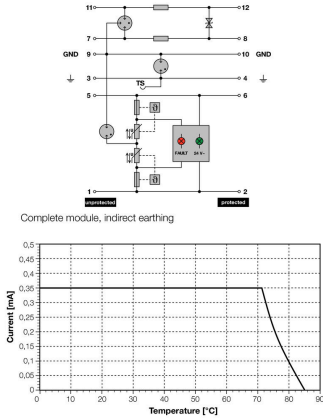 11 12
7 8
GND 9 10 GND
3 4
TS
5 6
ϑ
FAULT 24 V~
ϑ
1 2
unprotected protected
Complete module, indirect earthing
Current [mA]
0,5
0,45
0,4
0,35
0,3
0,25
0,2
0,15
0,1
0,05
0
0 10 20 30 40 50 60 70 80 90
Temperature [°C]